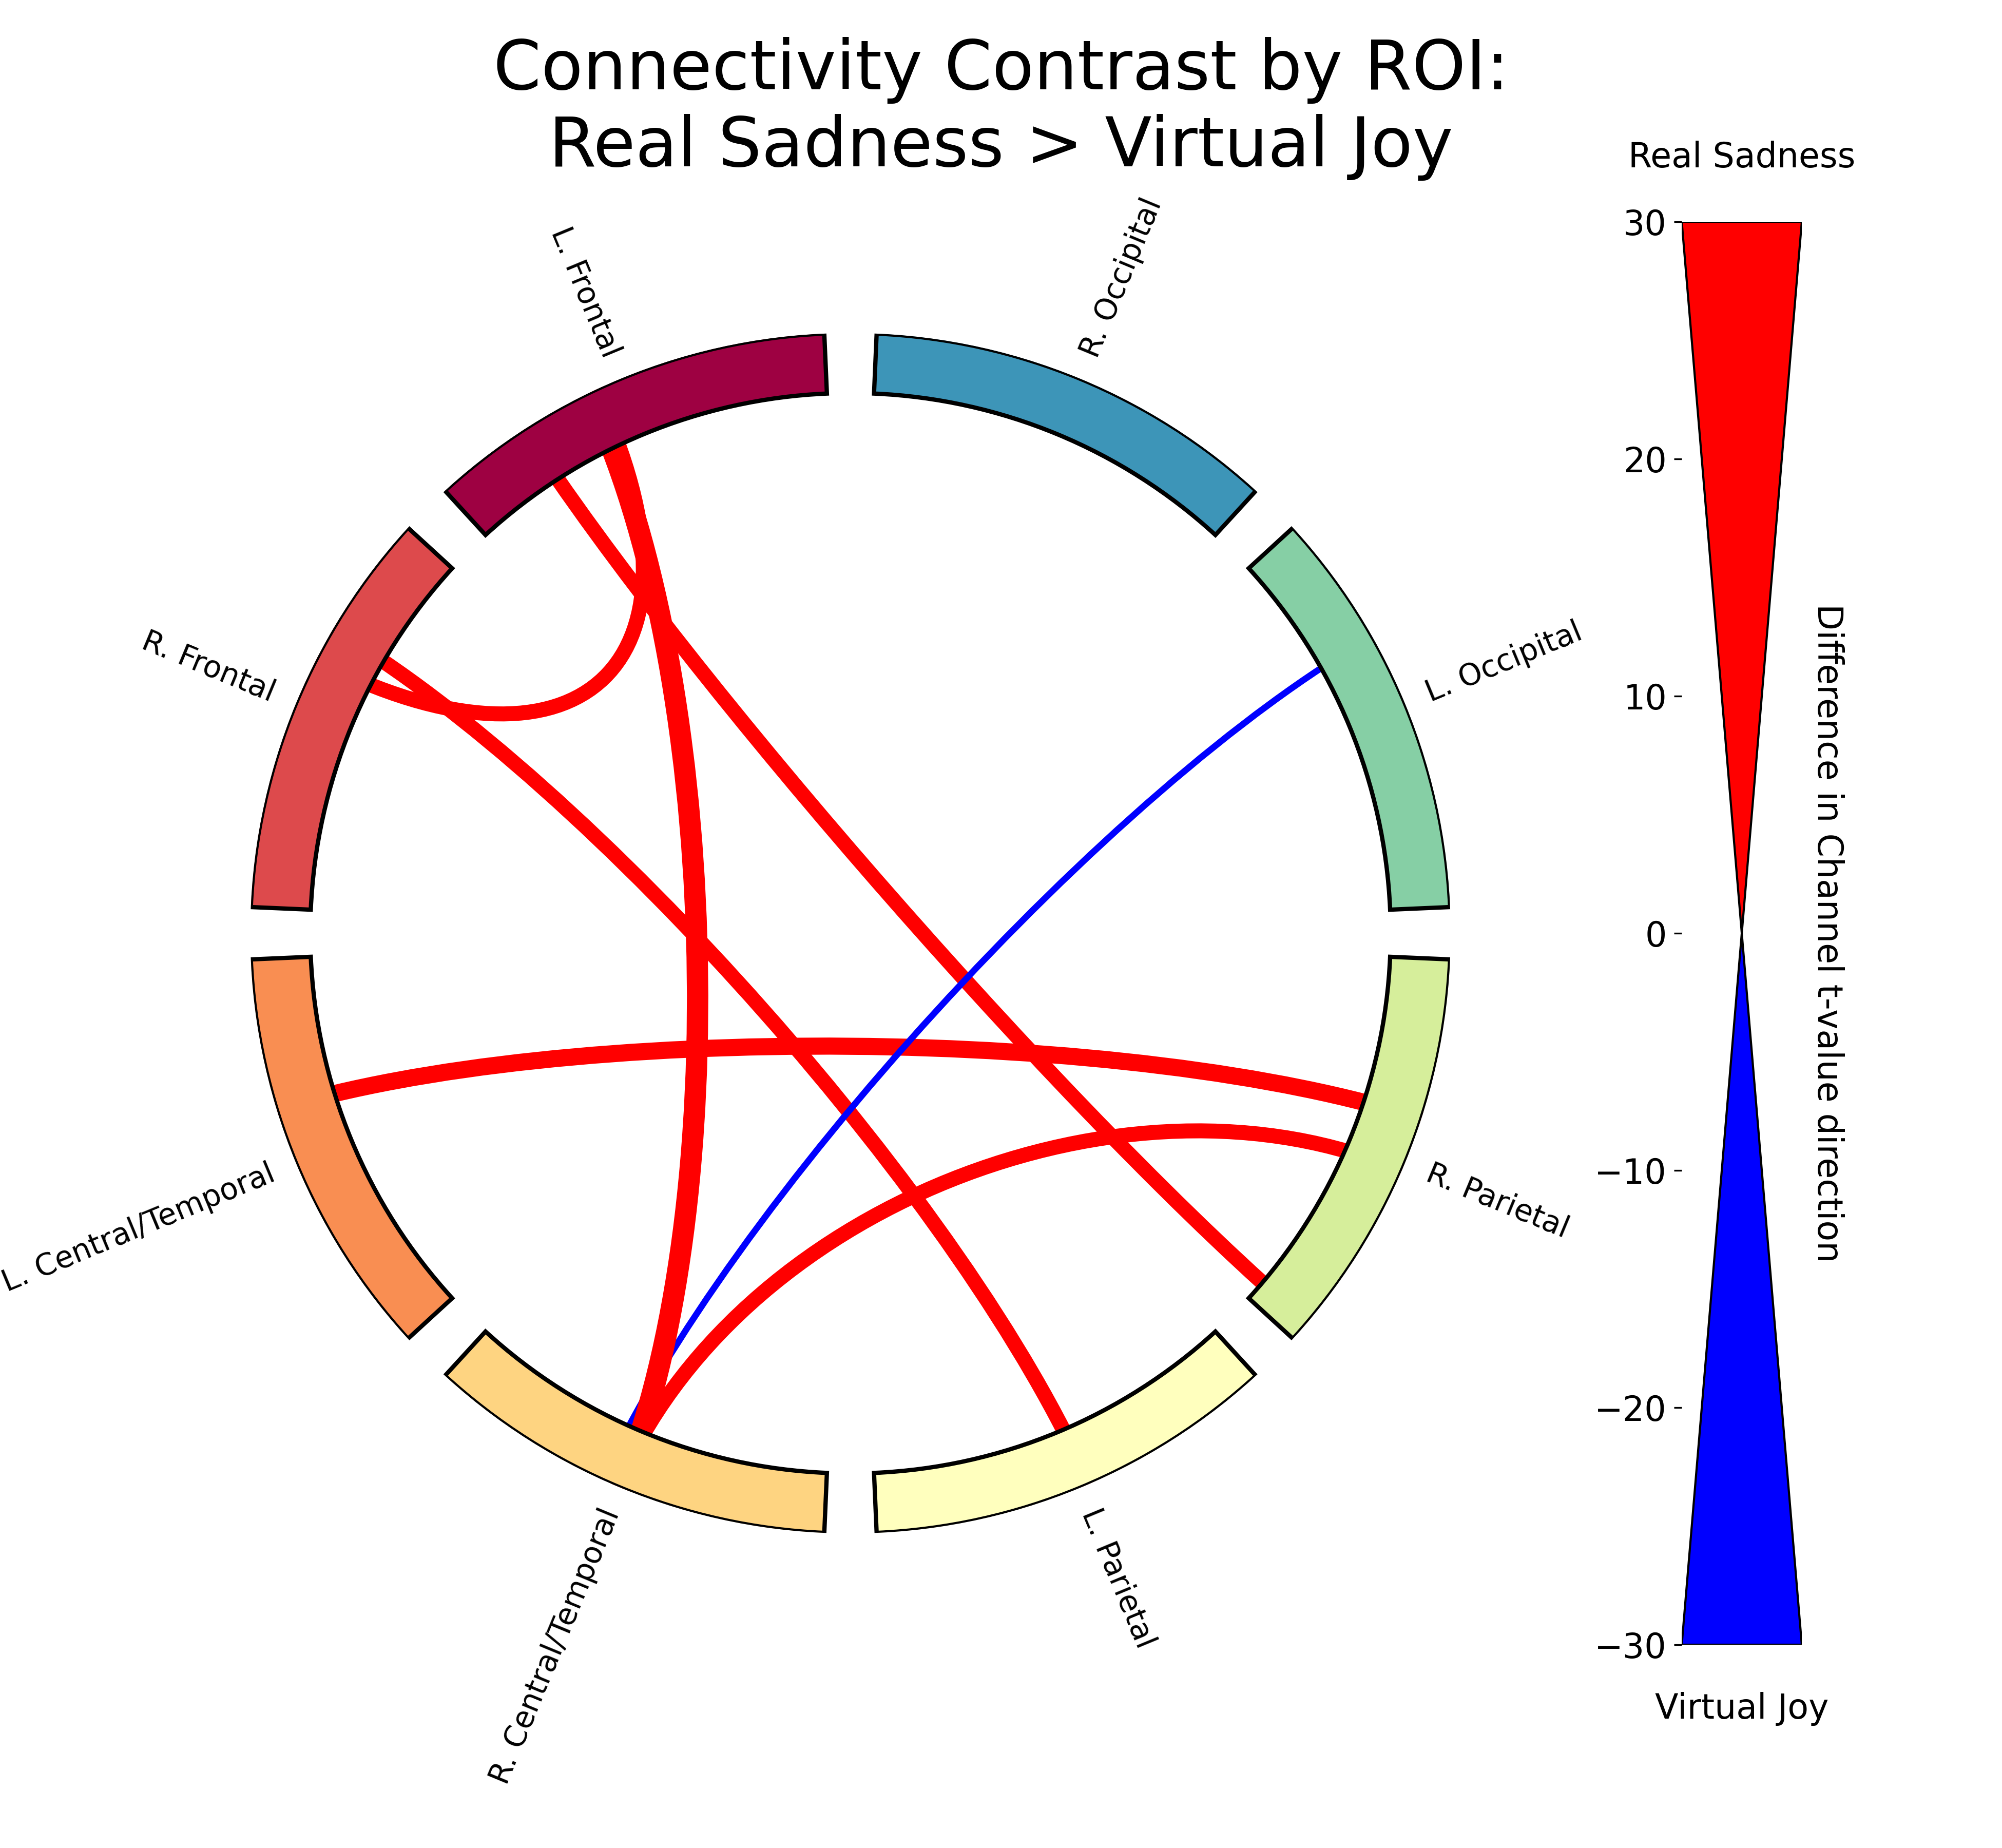 Connectivity Contrast by ROI:
Real Sadness > Virtual Joy
Real Sadness
30
20
10
0
−10
−20
−30
Difference in Channel t-value direction
Virtual Joy
L. Frontal
R. Occipital
R. Frontal
L. Occipital
L. Central/Temporal
R. Parietal
R. Central/Temporal
L. Parietal